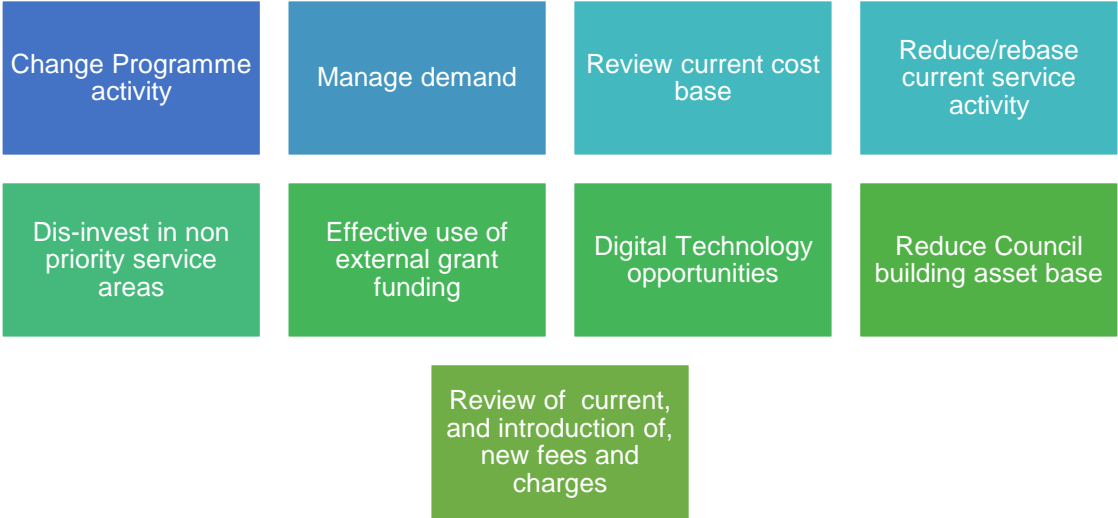 Change Programme
activity
Manage demand
Review current cost
base
Reduce/rebase
current service
activity
Dis-invest in non
priority service
areas
Effective use of
external grant
funding
Digital Technology
opportunities
Reduce Council
building asset base
Review of  current,
and introduction of,
new fees and
charges